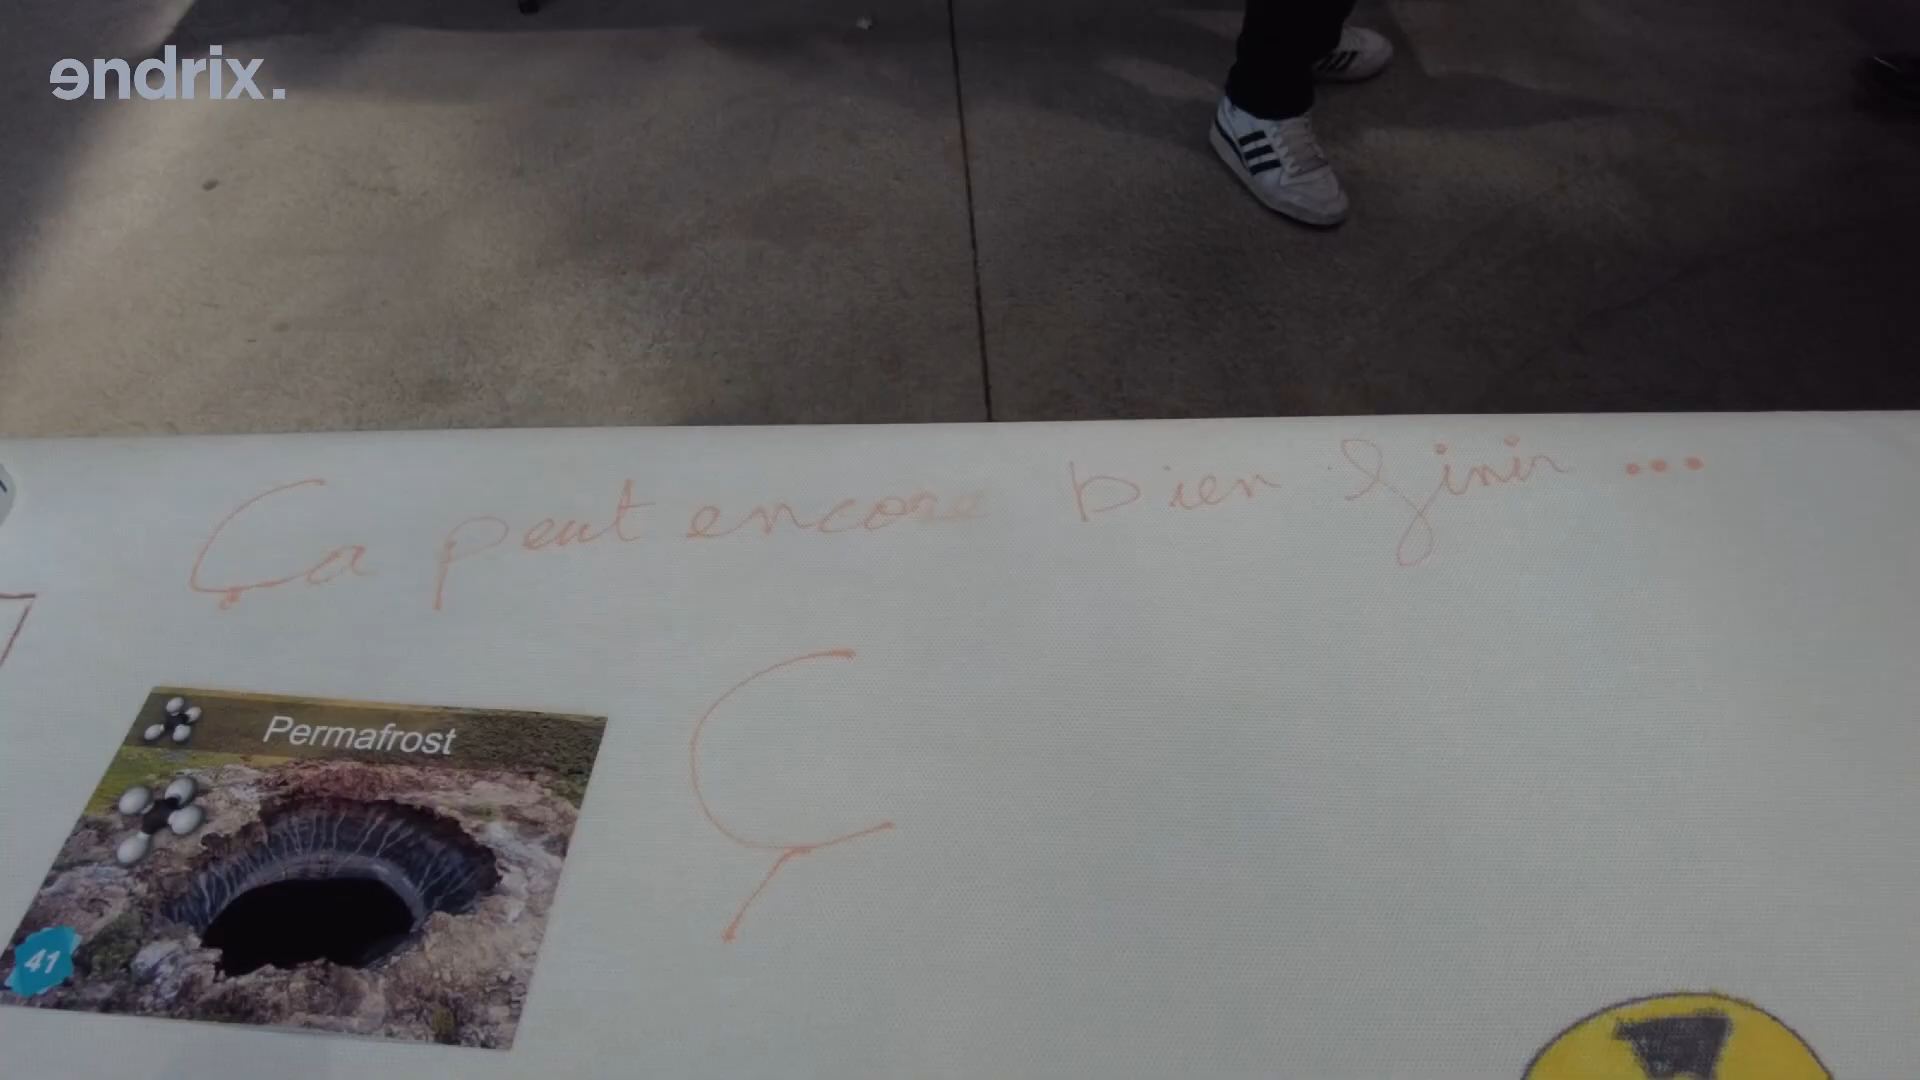 endrix.
Ça peut encore bien finir ...
Ç
Permafrost
41